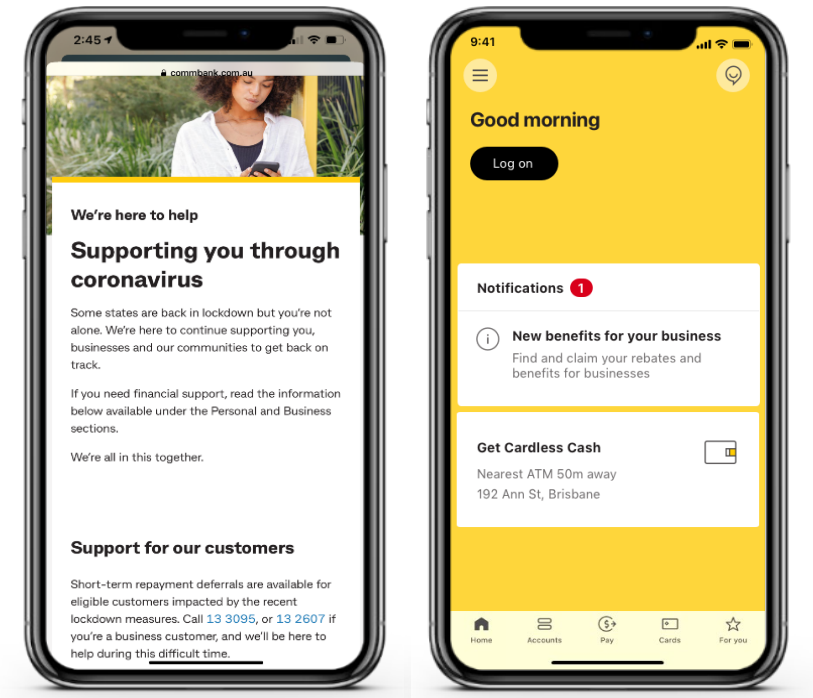 2:45
commbank.com.au
We're here to help
Supporting you through
coronavirus
Some states are back in lockdown but you're not
alone. We're here to continue supporting you,
businesses and our communities to get back on
track.
If you need financial support, read the information
below available under the Personal and Business
sections.
We're all in this together.
Support for our customers
Short-term repayment deferrals are available for
eligible customers impacted by the recent
lockdown measures. Call 13 3095, or 13 2607 if
you're a business customer, and we'll be here to
help during this difficult time.
9:41
Good morning
Log on
Notifications 1
New benefits for your business
Find and claim your rebates and
benefits for businesses
Get Cardless Cash
Nearest ATM 50m away
192 Ann St, Brisbane
Home Accounts Pay Cards For you